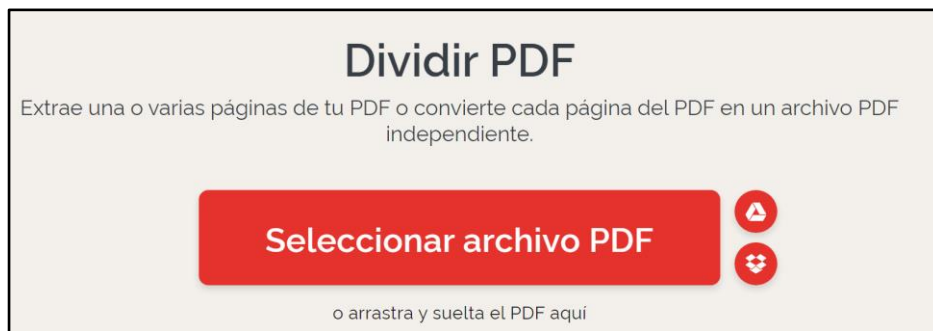 Dividir PDF
Extrae una o varias páginas de tu PDF o convierte cada página del PDF en un archivo PDF
independiente.
Seleccionar archivo PDF
o arrastra y suelta el PDF aquí